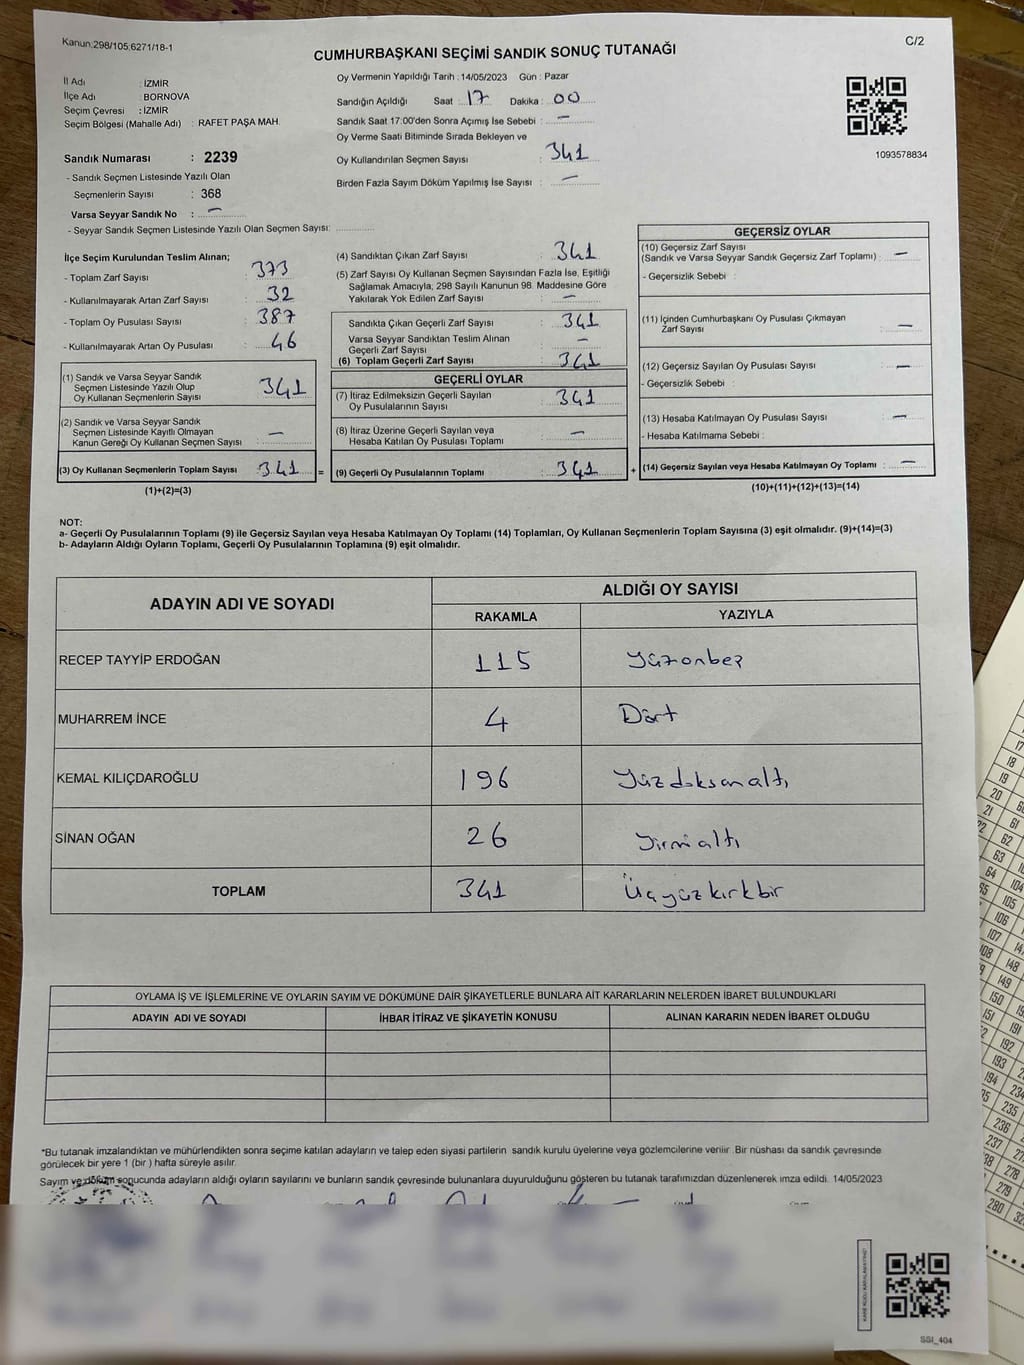 Kanun:298/105;6271/18-1
C/2
CUMHURBAŞKANI SEÇİMİ SANDIK SONUÇ TUTANAĞI
İl Adı : İZMİR
İlçe Adı : BORNOVA
Seçim Çevresi : İZMİR
Seçim Bölgesi (Mahalle Adı) : RAFET PAŞA MAH.
Sandık Numarası : 2239
- Sandık Seçmen Listesinde Yazılı Olan
Seçmenlerin Sayısı : 368
Varsa Seyyar Sandık No : —
- Seyyar Sandık Seçmen Listesinde Yazılı Olan Seçmen Sayısı:
Oy Vermenin Yapıldığı Tarih : 14/05/2023 Gün : Pazar
Sandığın Açıldığı Saat : 17 Dakika : 00
Sandık Saat 17:00'den Sonra Açımış İse Sebebi : —
Oy Verme Saati Bitiminde Sırada Bekleyen ve
Oy Kullandırılan Seçmen Sayısı : 341
Birden Fazla Sayım Döküm Yapılmış İse Sayısı : —
1093578834
İlçe Seçim Kurulundan Teslim Alınan;
- Toplam Zarf Sayısı : 373
- Kullanılmayarak Artan Zarf Sayısı : 32
- Toplam Oy Pusulası Sayısı : 387
- Kullanılmayarak Artan Oy Pusulası : 46
(1) Sandık ve Varsa Seyyar Sandık
Seçmen Listesinde Yazılı Olup
Oy Kullanan Seçmenlerin Sayısı : 341
(2) Sandık ve Varsa Seyyar Sandık
Seçmen Listesinde Kayıtlı Olmayan
Kanun Gereği Oy Kullanan Seçmen Sayısı : —
(3) Oy Kullanan Seçmenlerin Toplam Sayısı : 341 =
(1)+(2)=(3)
(4) Sandıktan Çıkan Zarf Sayısı : 341
(5) Zarf Sayısı Oy Kullanan Seçmen Sayısından Fazla İse, Eşitliği
Sağlamak Amacıyla, 298 Sayılı Kanunun 98. Maddesine Göre
Yakılarak Yok Edilen Zarf Sayısı : —
Sandıkta Çıkan Geçerli Zarf Sayısı : 341
Varsa Seyyar Sandıktan Teslim Alınan
Geçerli Zarf Sayısı : —
(6) Toplam Geçerli Zarf Sayısı : 341
GEÇERLİ OYLAR
(7) İtiraz Edilmeksizin Geçerli Sayılan
Oy Pusulalarının Sayısı : 341
(8) İtiraz Üzerine Geçerli Sayılan veya
Hesaba Katılan Oy Pusulası Toplamı : —
(9) Geçerli Oy Pusulalarının Toplamı : 341 +
GEÇERSİZ OYLAR
(10) Geçersiz Zarf Sayısı
(Sandık ve Varsa Seyyar Sandık Geçersiz Zarf Toplamı) : —
- Geçersizlik Sebebi :
(11) İçinden Cumhurbaşkanı Oy Pusulası Çıkmayan
Zarf Sayısı : —
(12) Geçersiz Sayılan Oy Pusulası Sayısı : —
- Geçersizlik Sebebi :
(13) Hesaba Katılmayan Oy Pusulası Sayısı : —
- Hesaba Katılmama Sebebi :
(14) Geçersiz Sayılan veya Hesaba Katılmayan Oy Toplamı : —
(10)+(11)+(12)+(13)=(14)
NOT:
a- Geçerli Oy Pusulalarının Toplamı (9) ile Geçersiz Sayılan veya Hesaba Katılmayan Oy Toplamı (14) Toplamları, Oy Kullanan Seçmenlerin Toplam Sayısına (3) eşit olmalıdır. (9)+(14)=(3)
b- Adayların Aldığı Oyların Toplamı, Geçerli Oy Pusulalarının Toplamına (9) eşit olmalıdır.
ADAYIN ADI VE SOYADI ALDIĞI OY SAYISI
RAKAMLA YAZIYLA
RECEP TAYYİP ERDOĞAN 115 Yüzonbeş
MUHARREM İNCE 4 Dört
KEMAL KILIÇDAROĞLU 196 Yüzdoksanaltı
SİNAN OĞAN 26 Yirmialtı
TOPLAM 341 Üçyüzkırkbir
OYLAMA İŞ VE İŞLEMLERİNE VE OYLARIN SAYIM VE DÖKÜMÜNE DAİR ŞİKAYETLERLE BUNLARA AİT KARARLARIN NELERDEN İBARET BULUNDUKLARI
ADAYIN ADI VE SOYADI İHBAR İTİRAZ VE ŞİKAYETİN KONUSU ALINAN KARARIN NEDEN İBARET OLDUĞU
*Bu tutanak imzalandıktan ve mühürlendikten sonra seçime katılan adayların ve talep eden siyasi partilerin sandık kurulu üyelerine veya gözlemcilerine verilir. Bir nüshası da sandık çevresinde
görülecek bir yere 1 (bir ) hafta süreyle asılır.
Sayım ve döküm sonucunda adayların aldığı oyların sayılarını ve bunların sandık çevresinde bulunanlara duyurulduğunu gösteren bu tutanak tarafımızdan düzenlenerek imza edildi. 14/05/2023
SSI_404